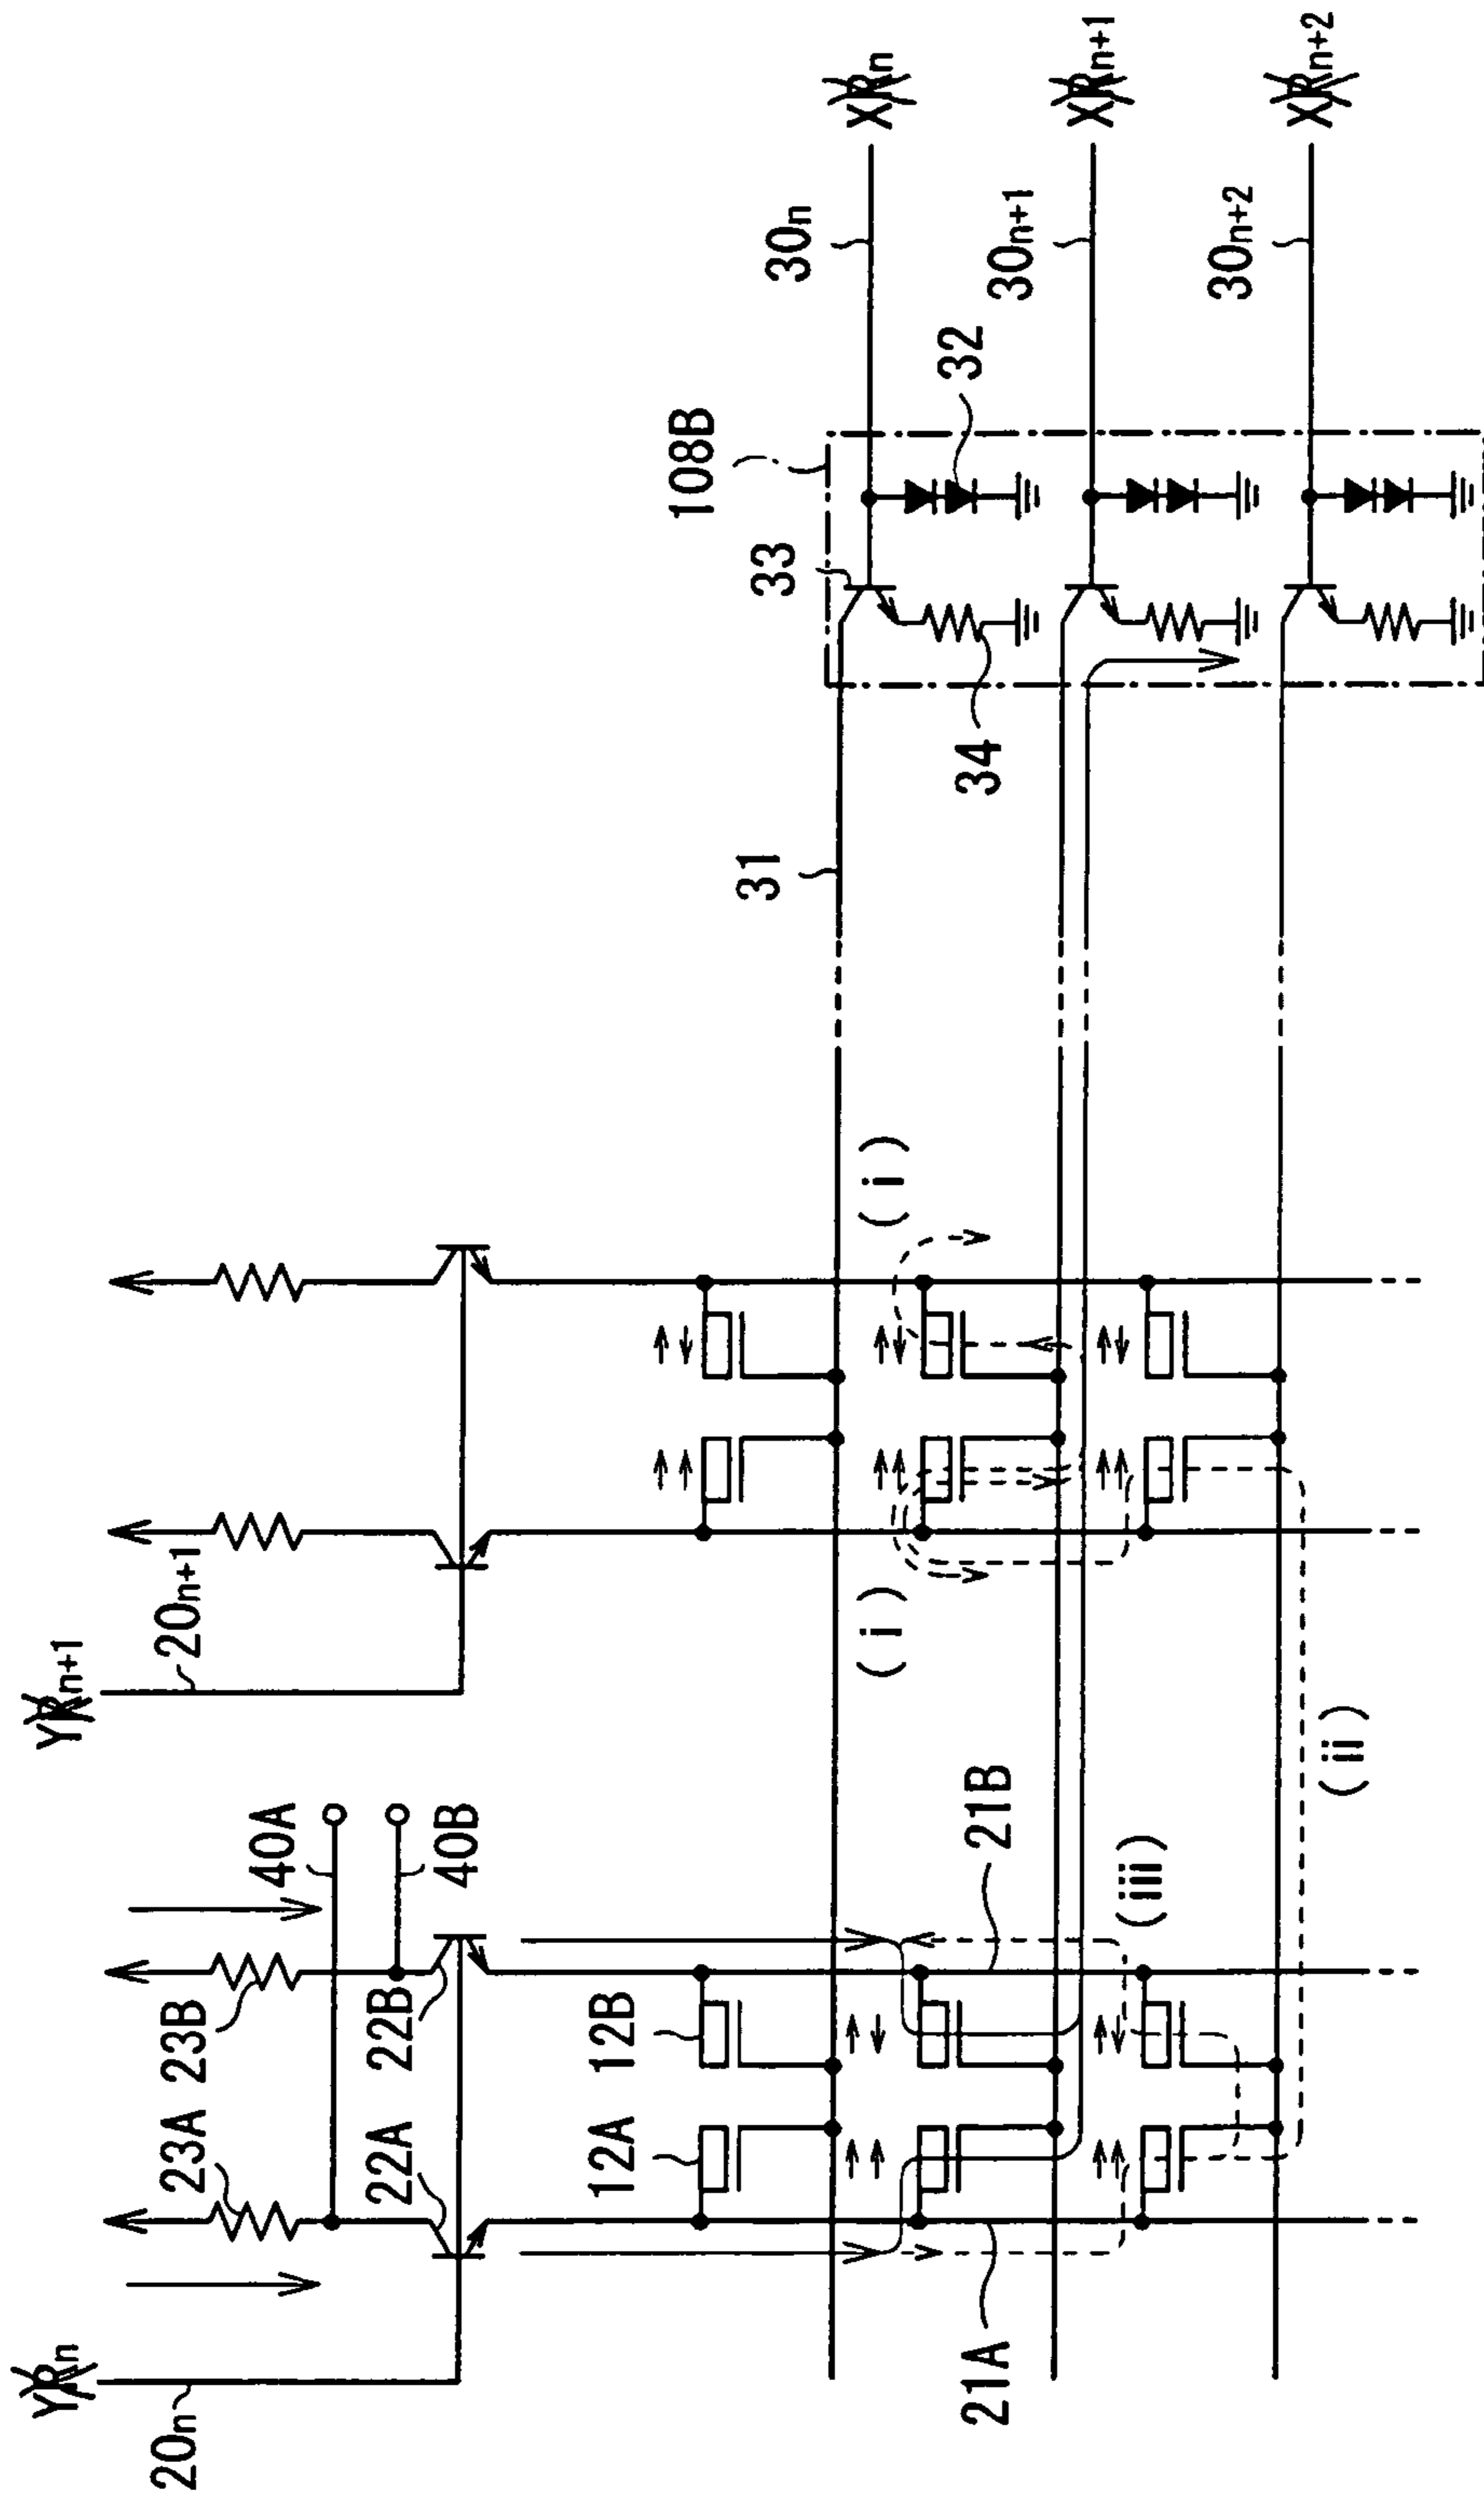 20n
23A
23B
20n+1
40A
22A
22B
40B
12A
12B
108B
31
33
30n
(i)
(i)
32
34
21A
21B
30n+1
(iii)
30n+2
(ii)